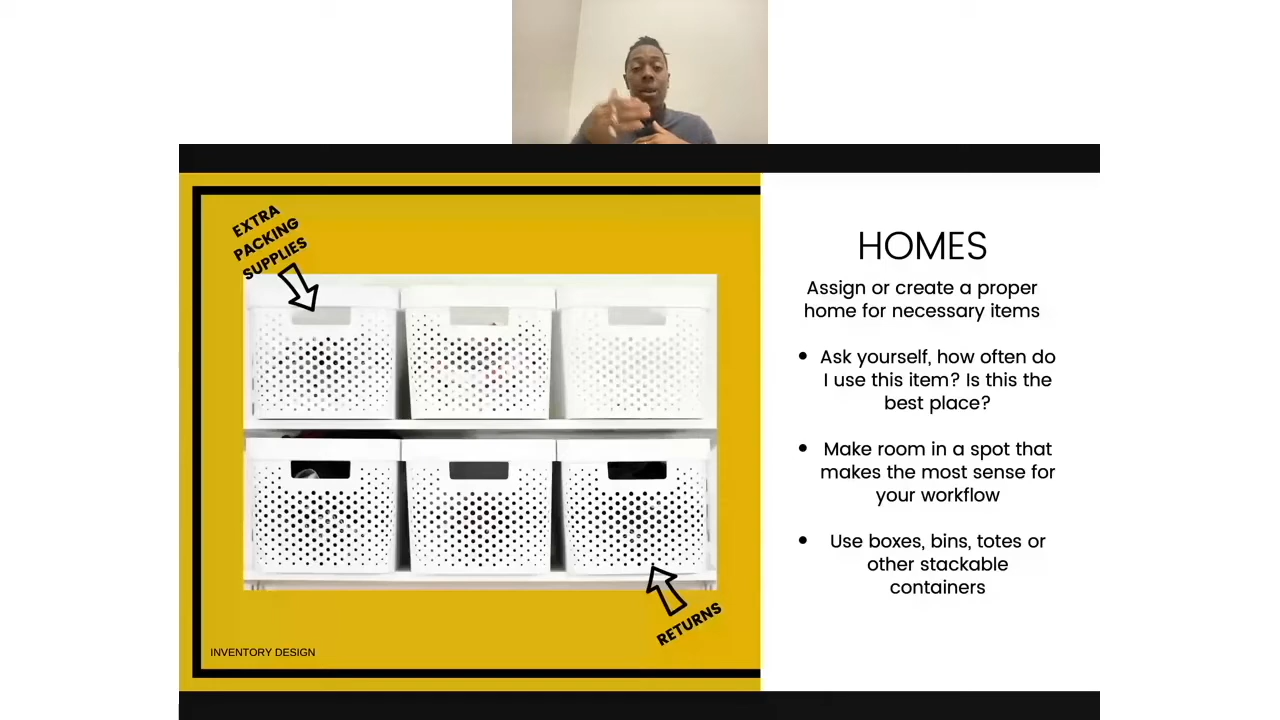 EXTRA
PACKING
SUPPLIES
RETURNS
INVENTORY DESIGN
HOMES
Assign or create a proper
home for necessary items
• Ask yourself, how often do
I use this item? Is this the
best place?
• Make room in a spot that
makes the most sense for
your workflow
• Use boxes, bins, totes or
other stackable
containers